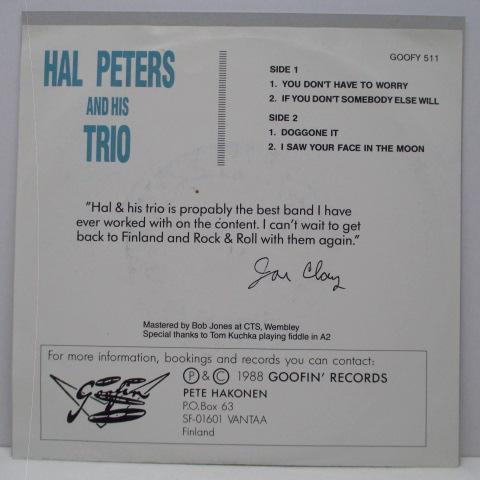 HAL PETERS
AND HIS
TRIO
GOOFY 511
SIDE 1
1. YOU DON'T HAVE TO WORRY
2. IF YOU DON'T SOMEBODY ELSE WILL
SIDE 2
1. DOGGONE IT
2. I SAW YOUR FACE IN THE MOON
"Hal & his trio is propably the best band I have
ever worked with on the content. I can't wait to get
back to Finland and Rock & Roll with them again."
Joe Clay
Mastered by Bob Jones at CTS, Wembley
Special thanks to Tom Kuchka playing fiddle in A2
For more information, bookings and records you can contact:
Goofin'
Ⓟ & © 1988 GOOFIN' RECORDS
PETE HAKONEN
P.O.Box 63
SF-01601 VANTAA
Finland